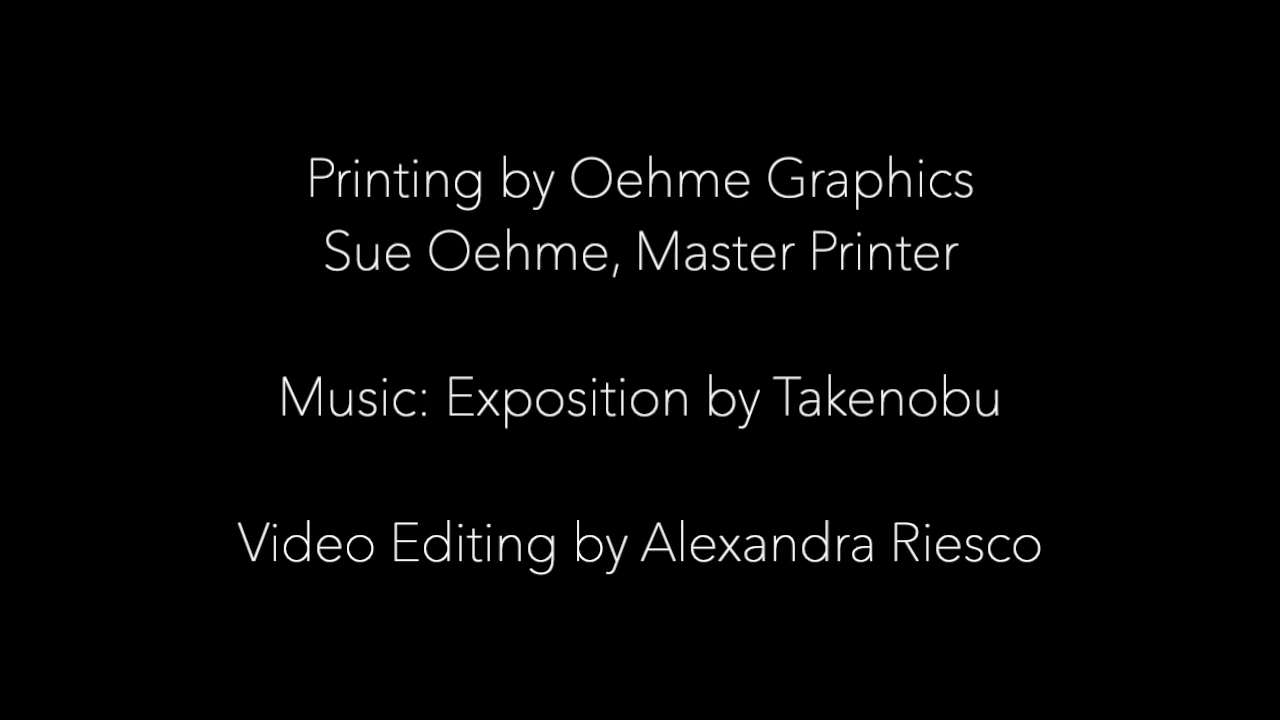 Printing by Oehme Graphics
Sue Oehme, Master Printer
Music: Exposition by Takenobu
Video Editing by Alexandra Riesco